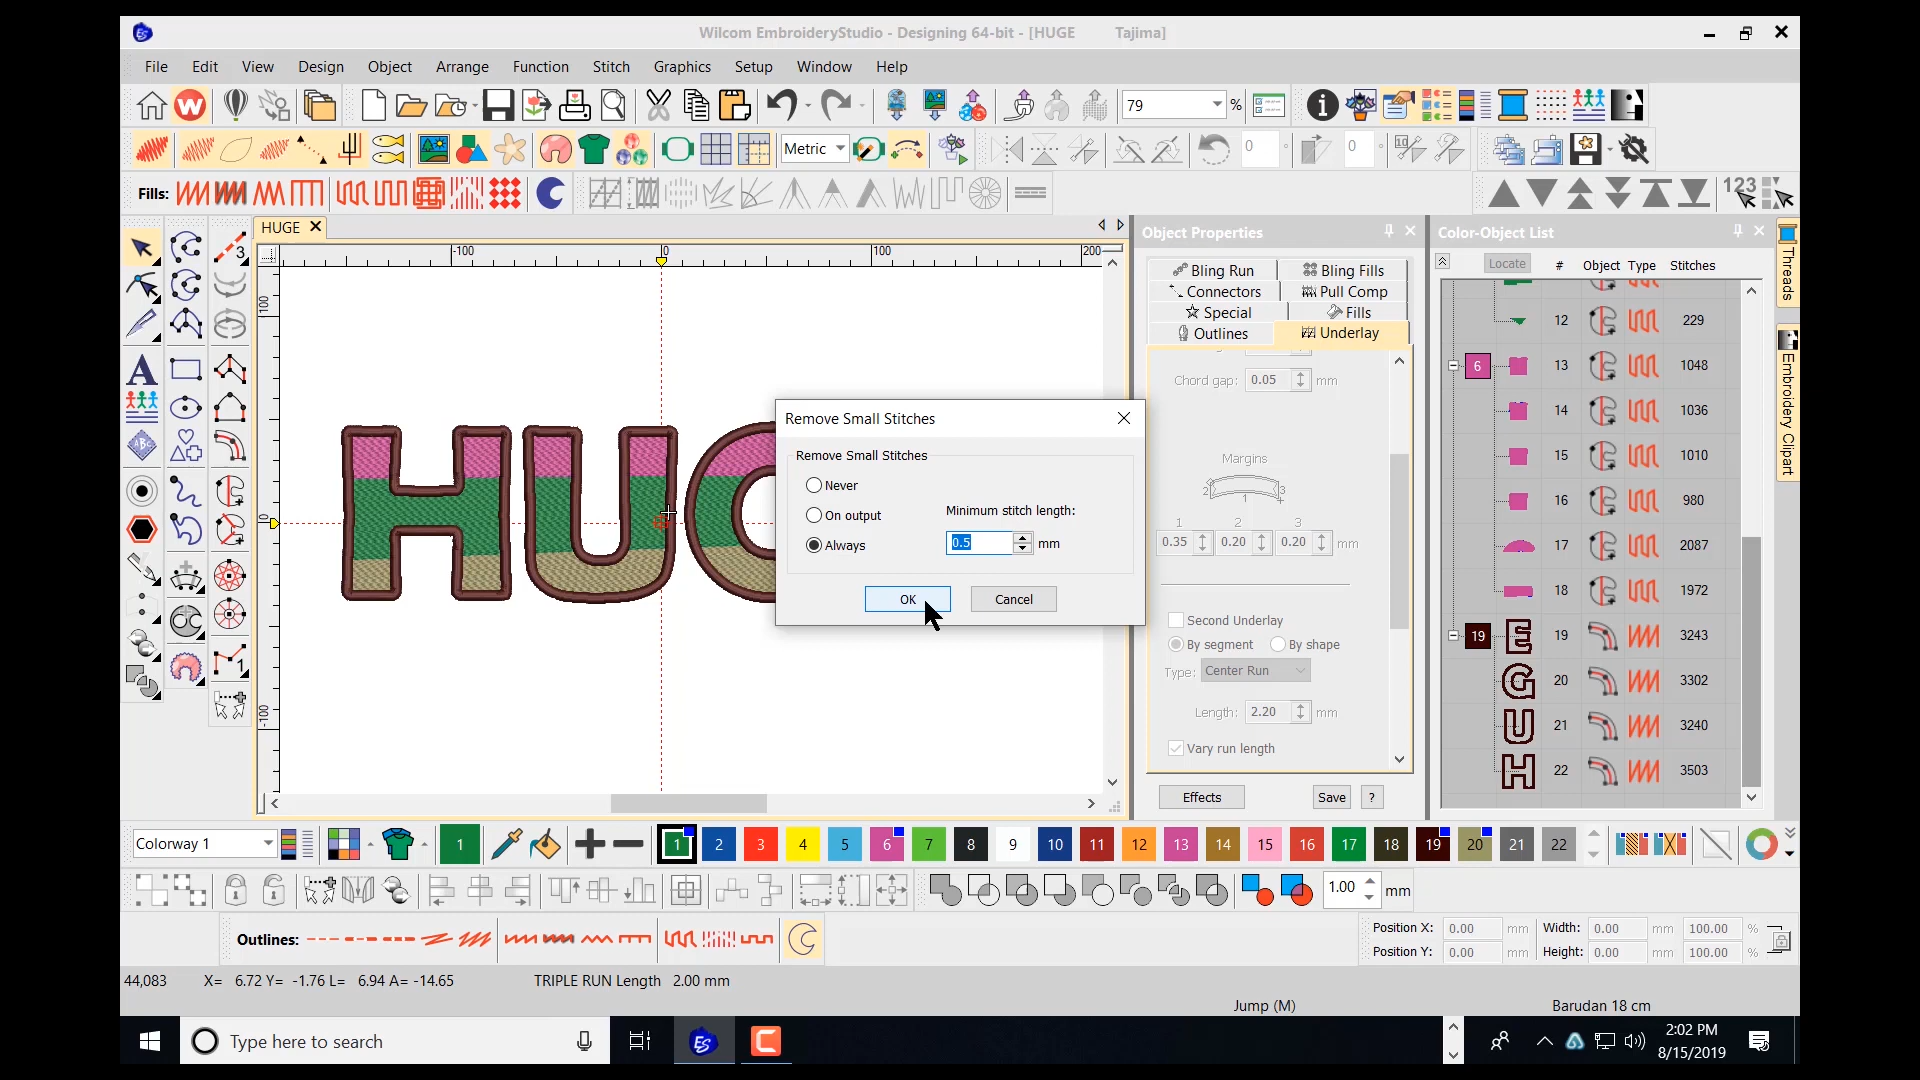 Wilcom EmbroideryStudio - Designing 64-bit - [HUGE Tajima]
File Edit View Design Object Arrange Function Stitch Graphics Setup Window Help
79 %
Metric 0 0
Fills: 123
HUGE
Object Properties
Color-Object List
-100 0 100 200
Bling Run Bling Fills
Connectors Pull Comp
Special Fills
Outlines Underlay
Chord gap: 0.05 mm
Margins
2 3
1
1 2 3
0.35 0.20 0.20 mm
Second Underlay
By segment By shape
Type: Center Run
Length: 2.20 mm
Vary run length
Effects Save ?
Locate # Object Type Stitches
12 229
6 13 1048
14 1036
15 1010
16 980
17 2087
18 1972
19 E 19 3243
G 20 3302
U 21 3240
H 22 3503
Threads
Embroidery Clipart
100
0
-100
HUG
Remove Small Stitches
Remove Small Stitches
Never
On output
Always
Minimum stitch length:
0.5 mm
OK Cancel
Colorway 1 1 1 2 3 4 5 6 7 8 9 10 11 12 13 14 15 16 17 18 19 20 21 22
1.00 mm
Outlines:
Position X: 0.00 mm Width: 0.00 mm 100.00 %
Position Y: 0.00 mm Height: 0.00 mm 100.00 %
44,083 X= 6.72 Y= -1.76 L= 6.94 A= -14.65 TRIPLE RUN Length 2.00 mm
Jump (M) Barudan 18 cm
Type here to search
2:02 PM
8/15/2019